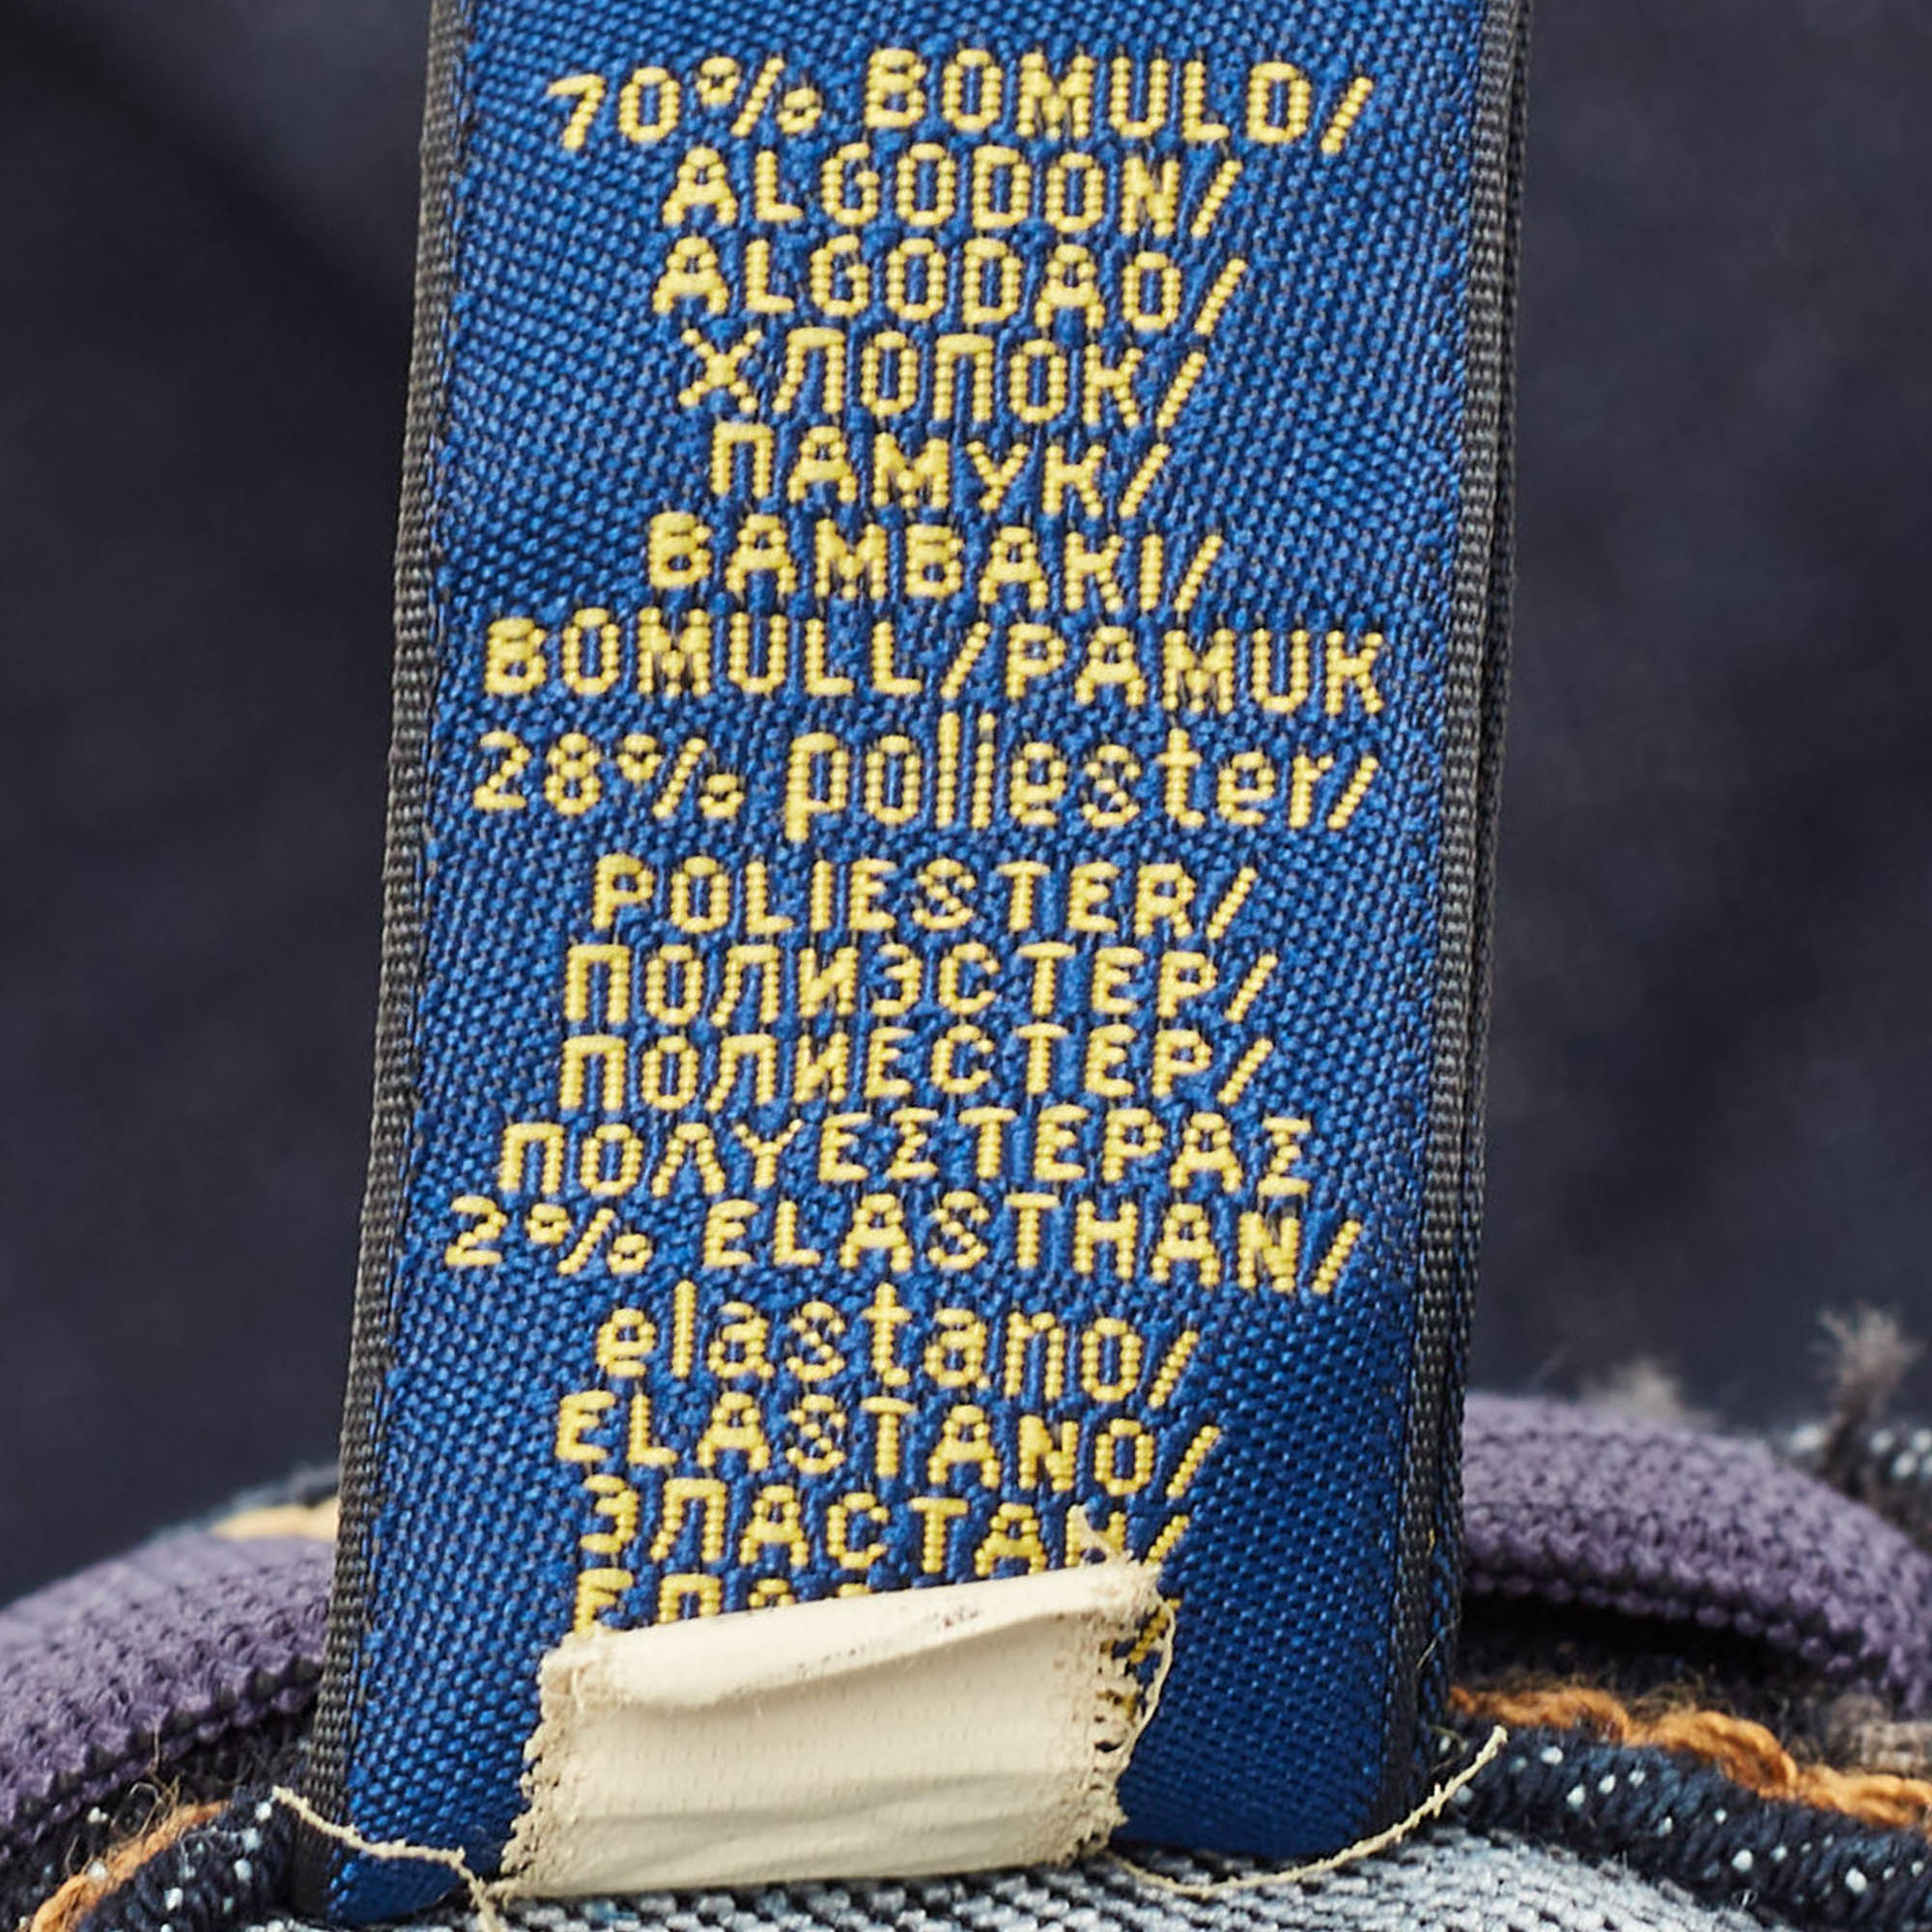 70% BOMULD/
ALGODON/
ALGODAO/
ХЛОПОК/
ПАМУК/
BAMBAKI/
BOMULL/PAMUK
28% poliester/
POLIESTER/
ПОЛИЭСТЕР/
ПОЛИЕСТЕР/
ΠΟΛΥΕΣΤΕΡΑΣ
2% ELASTHAN/
elastano/
ELASTANO/
ЭЛАСТАН/